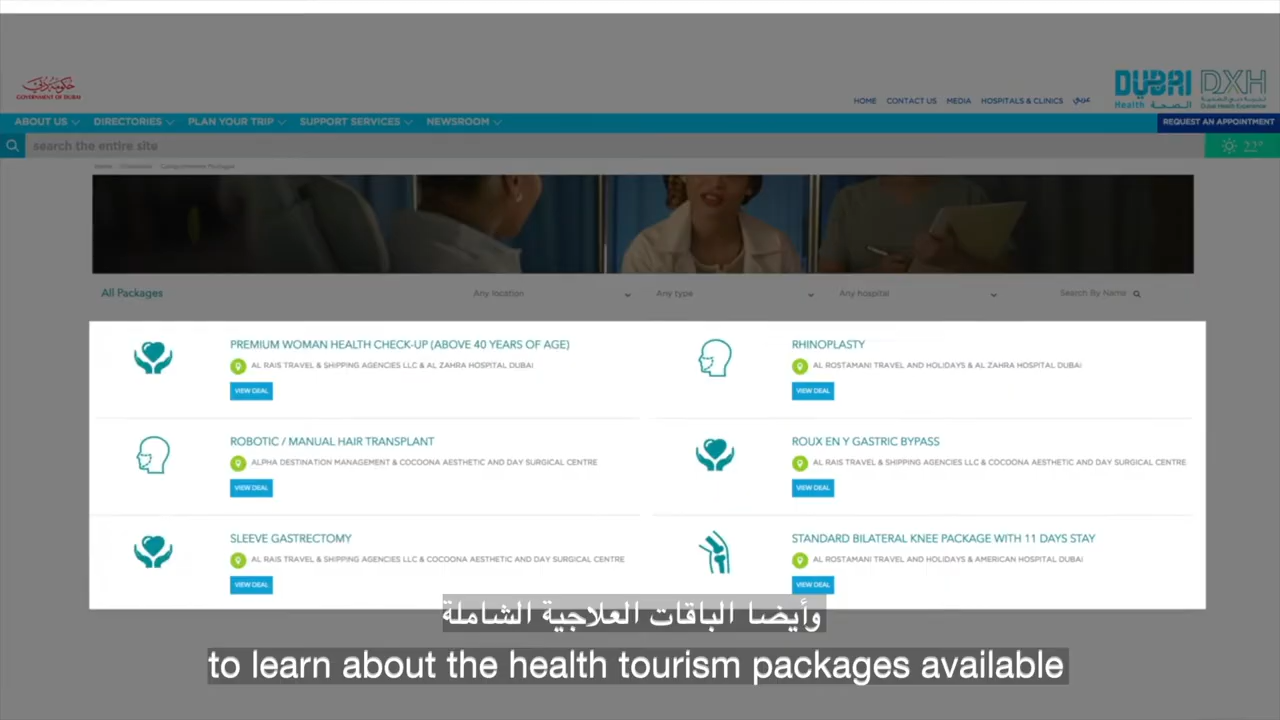 حكومة دبي
GOVERNMENT OF DUBAI
DUBAI DXH
Health الصحة
Dubai Health Experience
HOME CONTACT US MEDIA HOSPITALS & CLINICS عربي
ABOUT US DIRECTORIES PLAN YOUR TRIP SUPPORT SERVICES NEWSROOM REQUEST AN APPOINTMENT
search the entire site 22°
Home
All Packages Any location Any type Any hospital Search By Name
PREMIUM WOMAN HEALTH CHECK-UP (ABOVE 40 YEARS OF AGE)
AL RAIS TRAVEL & SHIPPING AGENCIES LLC & AL ZAHRA HOSPITAL DUBAI
VIEW DEAL
RHINOPLASTY
AL ROSTAMANI TRAVEL AND HOLIDAYS & AL ZAHRA HOSPITAL DUBAI
VIEW DEAL
ROBOTIC / MANUAL HAIR TRANSPLANT
ALPHA DESTINATION MANAGEMENT & COCOONA AESTHETIC AND DAY SURGICAL CENTRE
VIEW DEAL
ROUX EN Y GASTRIC BYPASS
AL RAIS TRAVEL & SHIPPING AGENCIES LLC & COCOONA AESTHETIC AND DAY SURGICAL CENTRE
VIEW DEAL
SLEEVE GASTRECTOMY
AL RAIS TRAVEL & SHIPPING AGENCIES LLC & COCOONA AESTHETIC AND DAY SURGICAL CENTRE
VIEW DEAL
STANDARD BILATERAL KNEE PACKAGE WITH 11 DAYS STAY
AL ROSTAMANI TRAVEL AND HOLIDAYS & AMERICAN HOSPITAL DUBAI
VIEW DEAL
وأيضا الباقات العلاجية الشاملة
to learn about the health tourism packages available